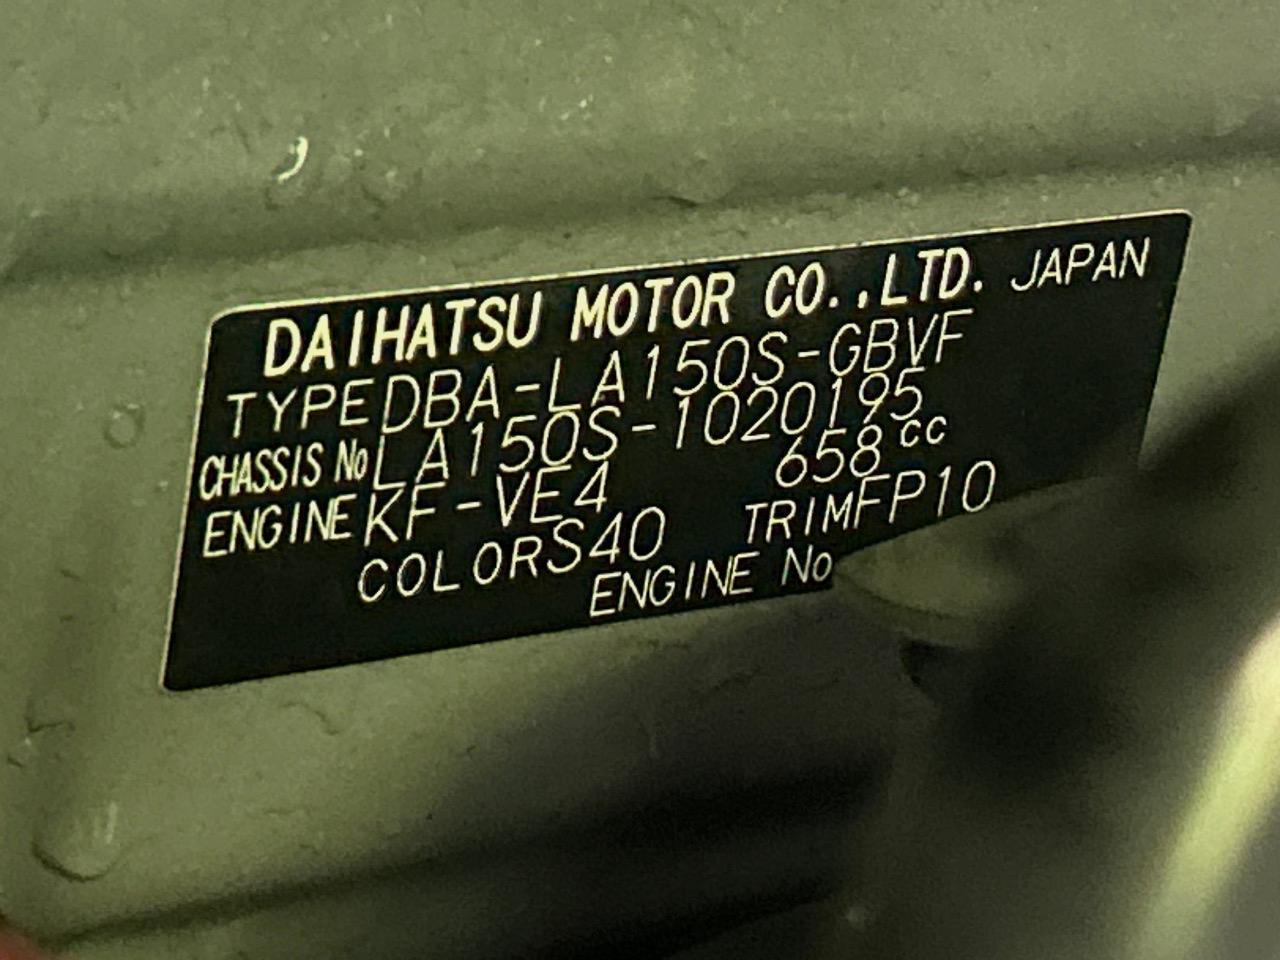 DAIHATSU MOTOR CO.,LTD. JAPAN
TYPE DBA-LA150S-GBVF
CHASSIS No LA150S-1020195
ENGINE KF-VE4 658cc
COLOR S40 TRIM FP10
ENGINE No